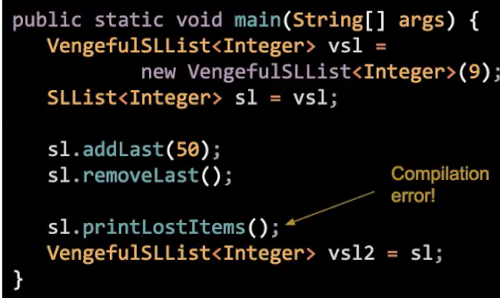 public static void main(String[] args) {
VengefulSLList<Integer> vsl =
new VengefulSLList<Integer>(9);
SLList<Integer> sl = vsl;
sl.addLast(50);
sl.removeLast();
Compilation
error!
sl.printLostItems();
VengefulSLList<Integer> vsl2 = sl;
}